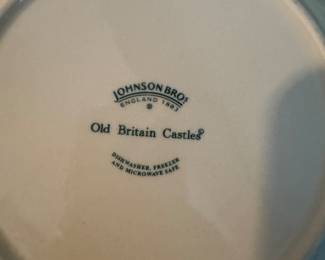 JOHNSON BROS
ENGLAND 1883
®
Old Britain Castles®
DISHWASHER, FREEZER
AND MICROWAVE SAFE